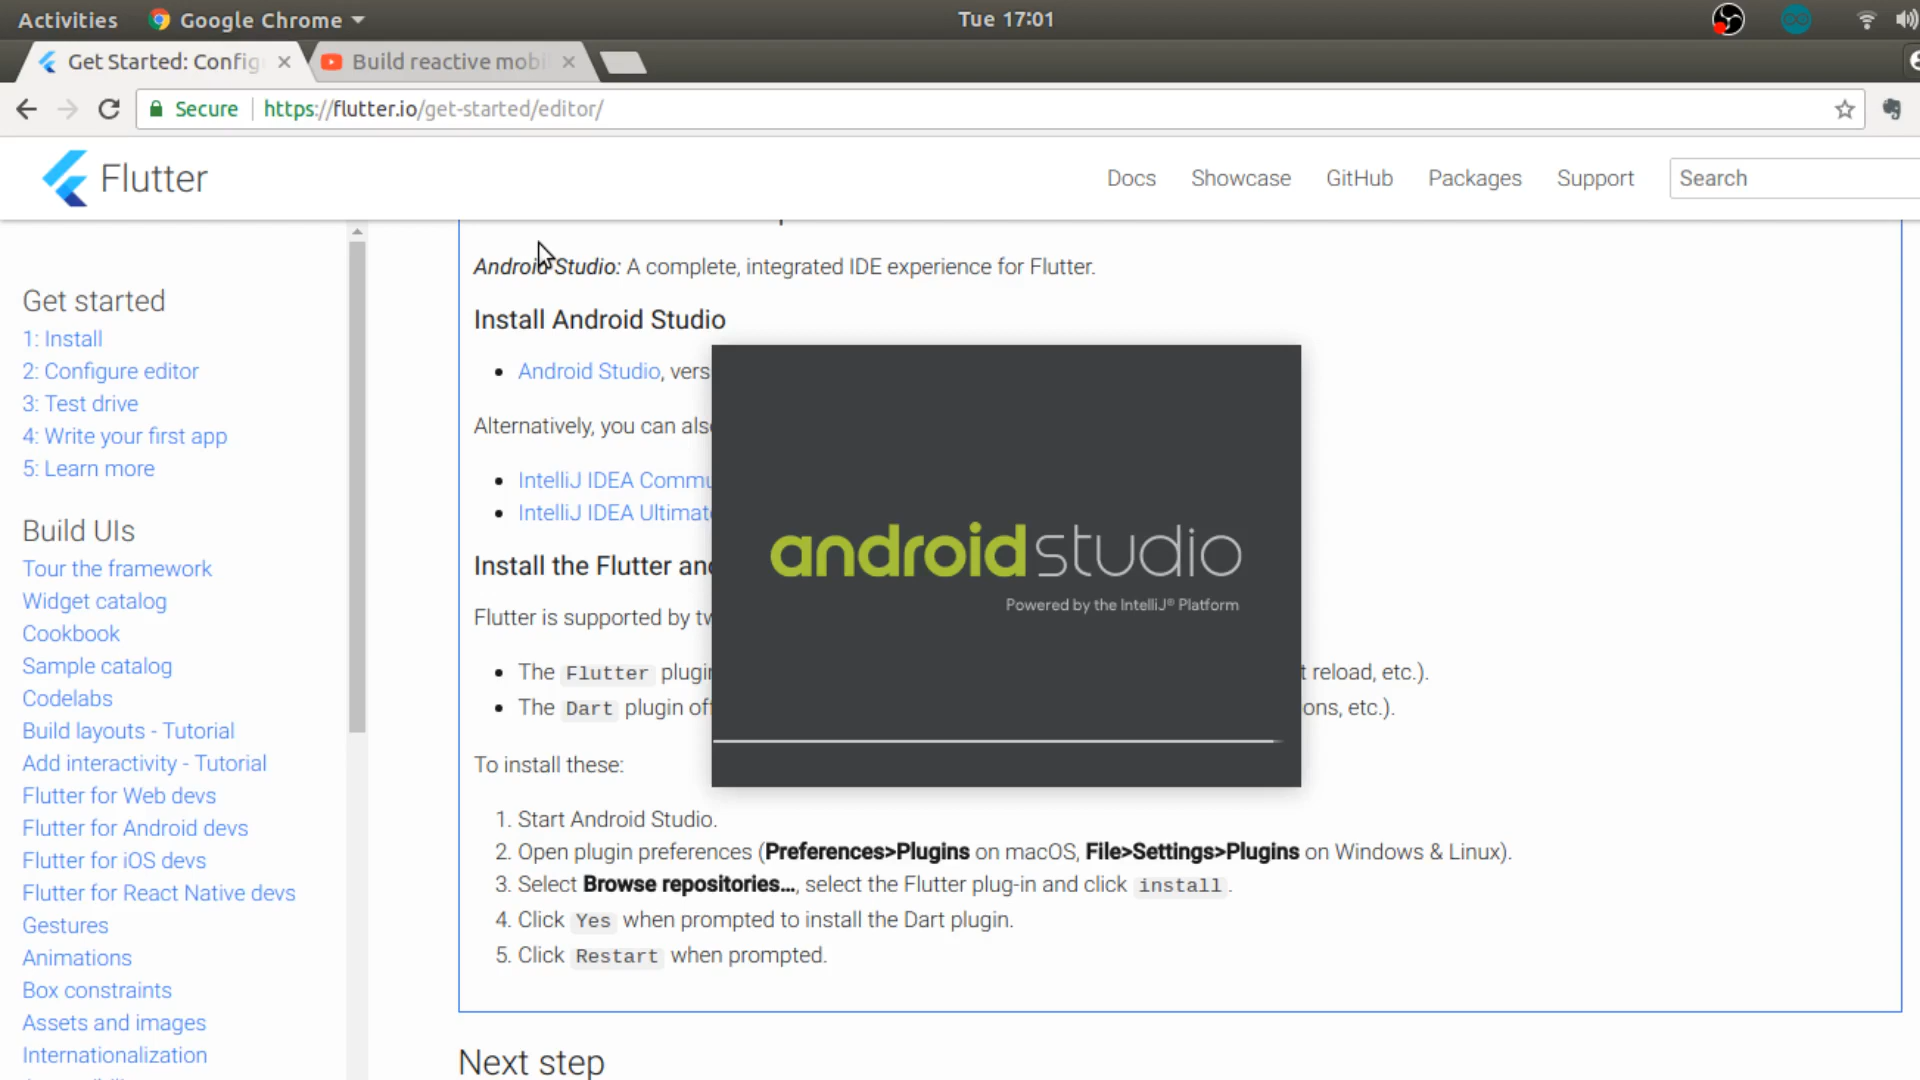 Activities Google Chrome Tue 17:01
Get Started: Config Build reactive mobi
Secure https://flutter.io/get-started/editor/
Flutter Docs Showcase GitHub Packages Support Search
Get started
1: Install
2: Configure editor
3: Test drive
4: Write your first app
5: Learn more
Build UIs
Tour the framework
Widget catalog
Cookbook
Sample catalog
Codelabs
Build layouts - Tutorial
Add interactivity - Tutorial
Flutter for Web devs
Flutter for Android devs
Flutter for iOS devs
Flutter for React Native devs
Gestures
Animations
Box constraints
Assets and images
Internationalization
Android Studio: A complete, integrated IDE experience for Flutter.
Install Android Studio
Android Studio, vers
Alternatively, you can als
IntelliJ IDEA Commu
IntelliJ IDEA Ultimat
Install the Flutter an
Flutter is supported by tw
The Flutter plugin t reload, etc.).
The Dart plugin off ons, etc.).
To install these:
1. Start Android Studio.
2. Open plugin preferences (Preferences>Plugins on macOS, File>Settings>Plugins on Windows & Linux).
3. Select Browse repositories…, select the Flutter plug-in and click install.
4. Click Yes when prompted to install the Dart plugin.
5. Click Restart when prompted.
Next step
androidstudio
Powered by the IntelliJ® Platform